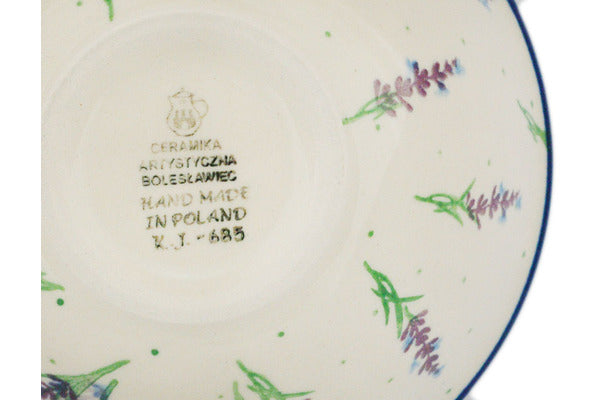 CERAMIKA
ARTYSTYCZNA
BOLESŁAWIEC
HAND MADE
IN POLAND
K.J.-685